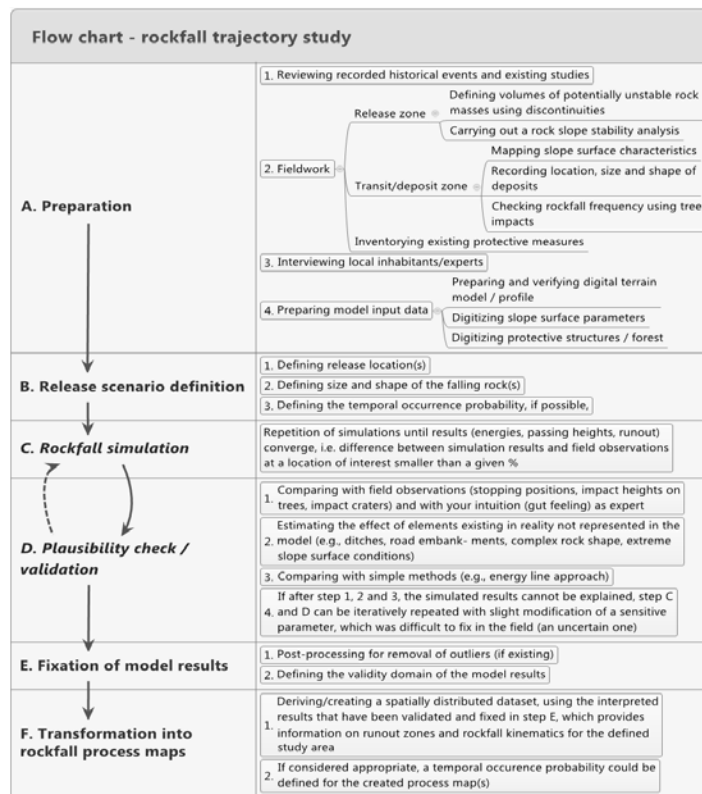 Flow chart - rockfall trajectory study
A. Preparation
1. Reviewing recorded historical events and existing studies
2. Fieldwork
Release zone
Defining volumes of potentially unstable rock
masses using discontinuities
Carrying out a rock slope stability analysis
Transit/deposit zone
Mapping slope surface characteristics
Recording location, size and shape of
deposits
Checking rockfall frequency using tree
impacts
Inventorying existing protective measures
3. Interviewing local inhabitants/experts
4. Preparing model input data
Preparing and verifying digital terrain
model / profile
Digitizing slope surface parameters
Digitizing protective structures / forest
B. Release scenario definition
1. Defining release location(s)
2. Defining size and shape of the falling rock(s)
3. Defining the temporal occurrence probability, if possible,
C. Rockfall simulation
Repetition of simulations until results (energies, passing heights, runout)
converge, i.e. difference between simulation results and field observations
at a location of interest smaller than a given %
D. Plausibility check /
validation
1. Comparing with field observations (stopping positions, impact heights on
trees, impact craters) and with your intuition (gut feeling) as expert
2. Estimating the effect of elements existing in reality not represented in the
model (e.g., ditches, road embank- ments, complex rock shape, extreme
slope surface conditions)
3. Comparing with simple methods (e.g., energy line approach)
4. If after step 1, 2 and 3, the simulated results cannot be explained, step C
and D can be iteratively repeated with slight modification of a sensitive
parameter, which was difficult to fix in the field (an uncertain one)
E. Fixation of model results
1. Post-processing for removal of outliers (if existing)
2. Defining the validity domain of the model results
F. Transformation into
rockfall process maps
1. Deriving/creating a spatially distributed dataset, using the interpreted
results that have been validated and fixed in step E, which provides
information on runout zones and rockfall kinematics for the defined
study area
2. If considered appropriate, a temporal occurence probability could be
defined for the created process map(s)